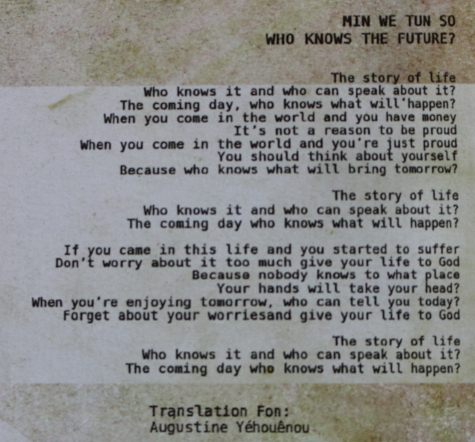 MIN WE TUN SO
WHO KNOWS THE FUTURE?
The story of life
Who knows it and who can speak about it?
The coming day, who knows what will happen?
When you come in the world and you have money
It's not a reason to be proud
When you come in the world and you're just proud
You should think about yourself
Because who knows what will bring tomorrow?
The story of life
Who knows it and who can speak about it?
The coming day who knows what will happen?
If you came in this life and you started to suffer
Don't worry about it too much give your life to God
Because nobody knows to what place
Your hands will take your head?
When you're enjoying tomorrow, who can tell you today?
Forget about your worriesand give your life to God
The story of life
Who knows it and who can speak about it?
The coming day who knows what will happen?
Translation Fon:
Augustine Yéhouênou